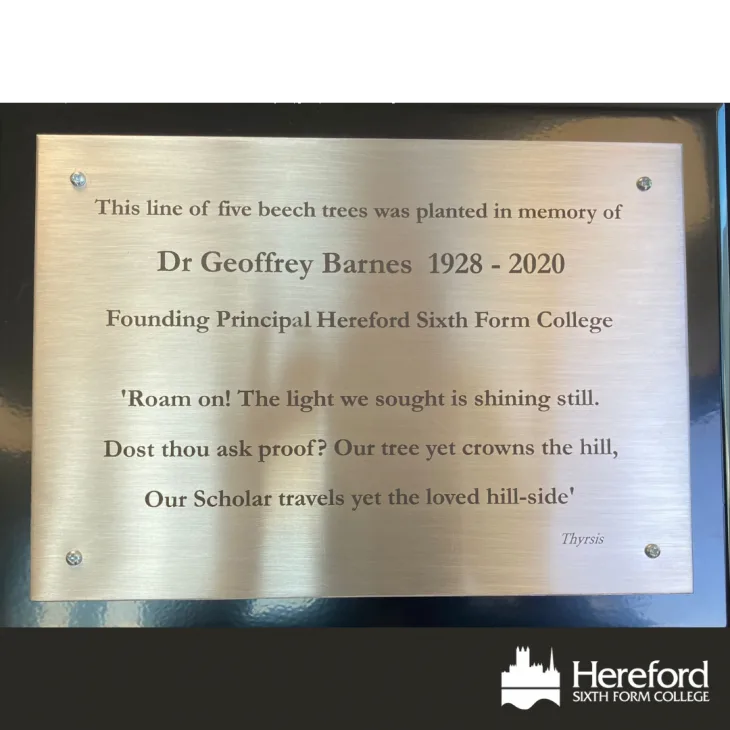 This line of five beech trees was planted in memory of
Dr Geoffrey Barnes 1928 - 2020
Founding Principal Hereford Sixth Form College
'Roam on! The light we sought is shining still.
Dost thou ask proof? Our tree yet crowns the hill,
Our Scholar travels yet the loved hill-side'
Thyrsis
Hereford
SIXTH FORM COLLEGE